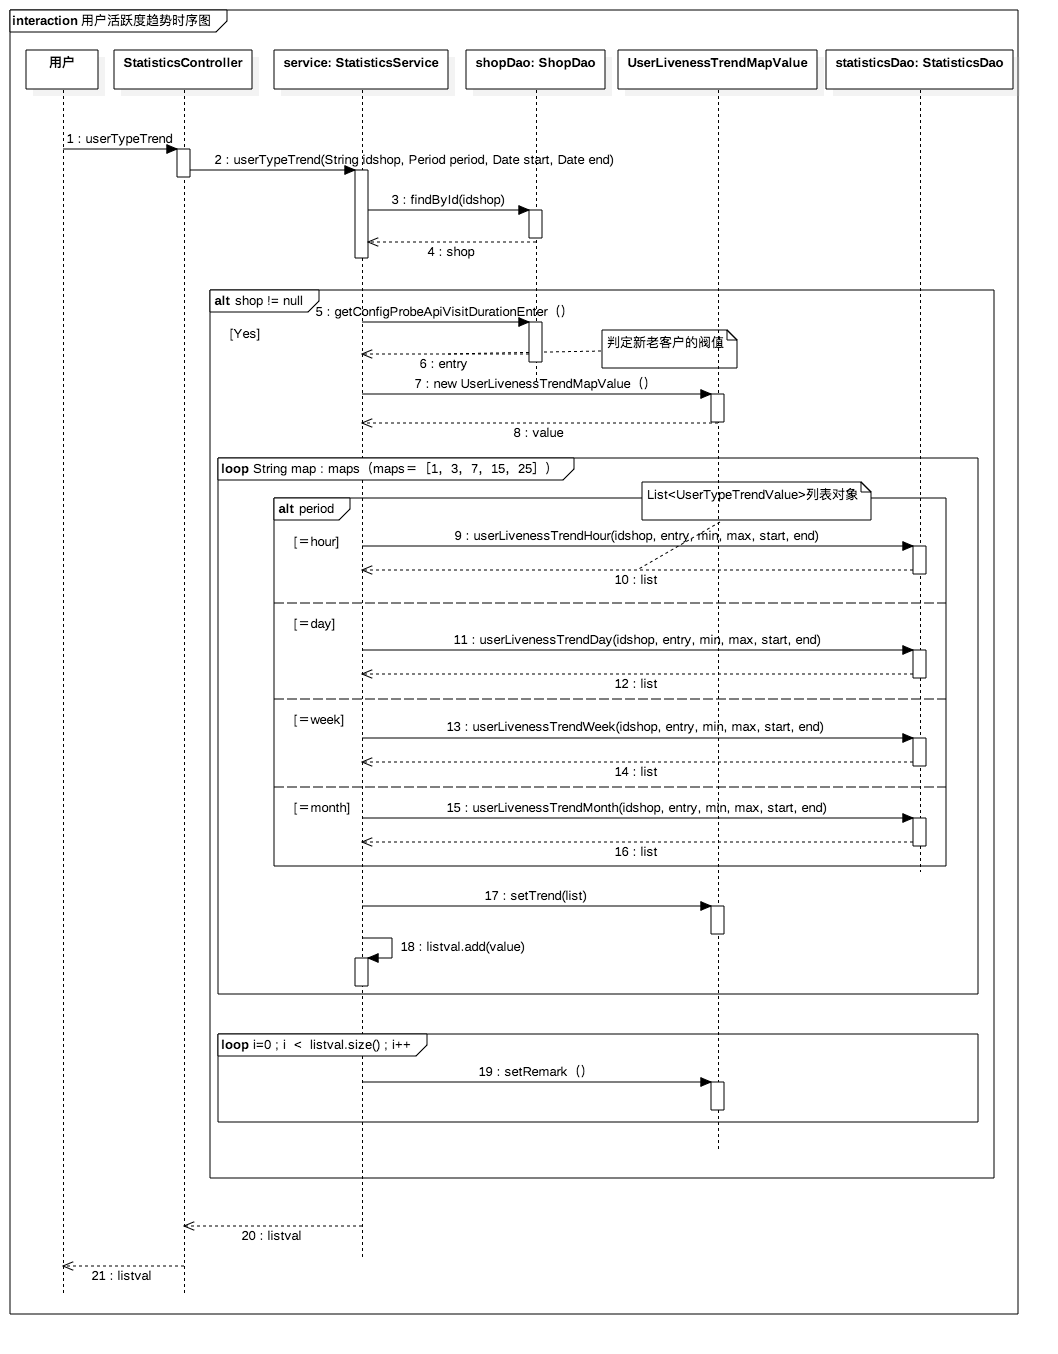 interaction 用户活跃度趋势时序图
用户
StatisticsController
service: StatisticsService
shopDao: ShopDao
UserLivenessTrendMapValue
statisticsDao: StatisticsDao
1 : userTypeTrend
2 : userTypeTrend(String idshop, Period period, Date start, Date end)
3 : findById(idshop)
4 : shop
alt shop != null
5 : getConfigProbeApiVisitDurationEnter（）
[Yes]
判定新老客户的阀值
6 : entry
7 : new UserLivenessTrendMapValue（）
8 : value
loop String map : maps（maps＝［1，3，7，15，25］）
List<UserTypeTrendValue>列表对象
alt period
9 : userLivenessTrendHour(idshop, entry, min, max, start, end)
[＝hour]
10 : list
[＝day]
11 : userLivenessTrendDay(idshop, entry, min, max, start, end)
12 : list
[＝week]
13 : userLivenessTrendWeek(idshop, entry, min, max, start, end)
14 : list
[＝month]
15 : userLivenessTrendMonth(idshop, entry, min, max, start, end)
16 : list
17 : setTrend(list)
18 : listval.add(value)
loop i=0 ; i ＜ listval.size() ; i++
19 : setRemark（）
20 : listval
21 : listval